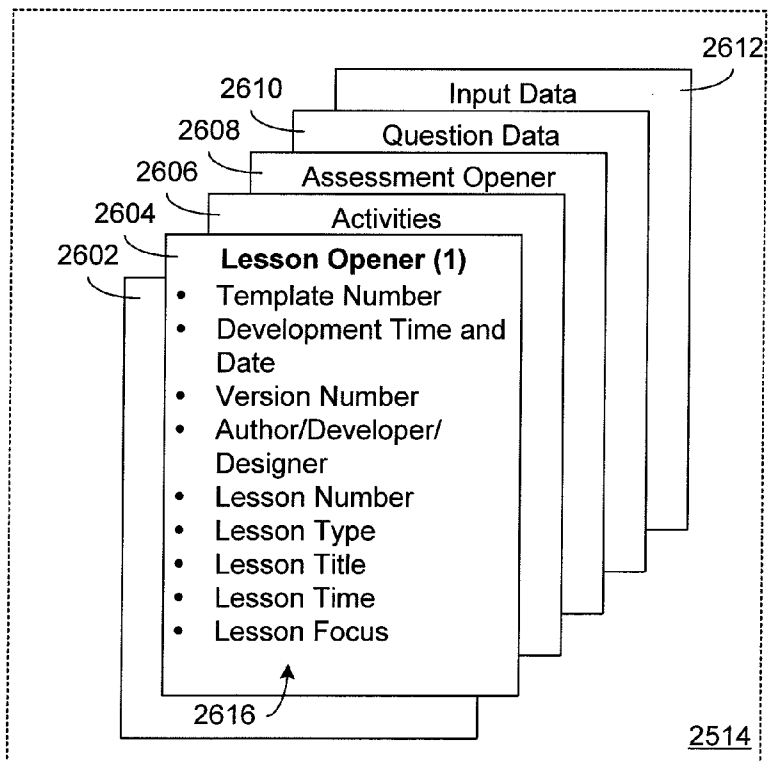 2612
Input Data
2610
Question Data
2608
Assessment Opener
2606
Activities
2604
Lesson Opener (1)
2602
• Template Number
• Development Time and
Date
• Version Number
• Author/Developer/
Designer
• Lesson Number
• Lesson Type
• Lesson Title
• Lesson Time
• Lesson Focus
2616
2514